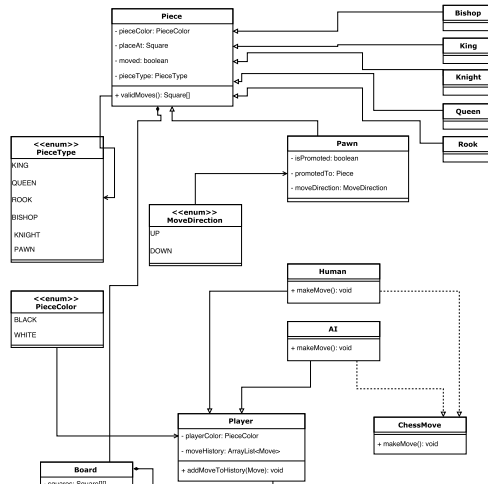 Piece
- pieceColor: PieceColor
- placeAt: Square
- moved: boolean
- pieceType: PieceType
+ validMoves(): Square[]
Bishop
King
Knight
Queen
Rook
<<enum>>
PieceType
KING
QUEEN
ROOK
BISHOP
KNIGHT
PAWN
Pawn
- isPromoted: boolean
- promotedTo: Piece
- moveDirection: MoveDirection
<<enum>>
MoveDirection
UP
DOWN
<<enum>>
PieceColor
BLACK
WHITE
Human
+ makeMove(): void
AI
+ makeMove(): void
Player
- playerColor: PieceColor
- moveHistory: ArrayList<Move>
+ addMoveToHistory(Move): void
ChessMove
+ makeMove(): void
Board
- squares: Square[][]